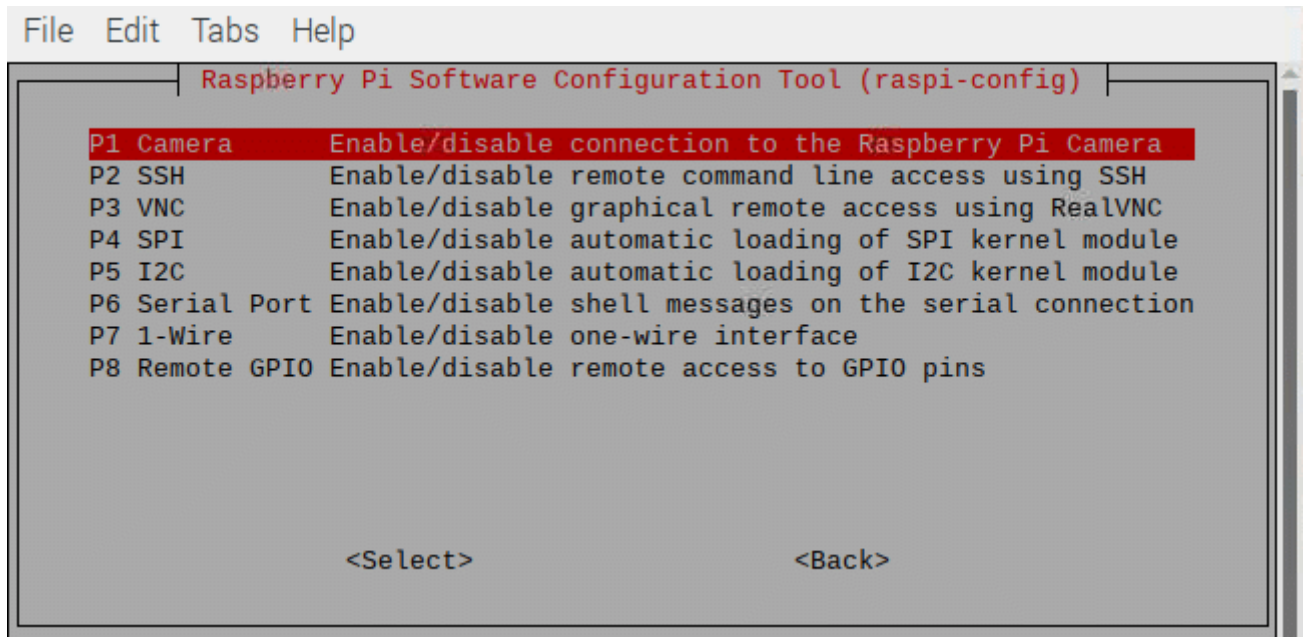 File Edit Tabs Help
Raspberry Pi Software Configuration Tool (raspi-config)
P1 Camera Enable/disable connection to the Raspberry Pi Camera
P2 SSH Enable/disable remote command line access using SSH
P3 VNC Enable/disable graphical remote access using RealVNC
P4 SPI Enable/disable automatic loading of SPI kernel module
P5 I2C Enable/disable automatic loading of I2C kernel module
P6 Serial Port Enable/disable shell messages on the serial connection
P7 1-Wire Enable/disable one-wire interface
P8 Remote GPIO Enable/disable remote access to GPIO pins
<Select> <Back>